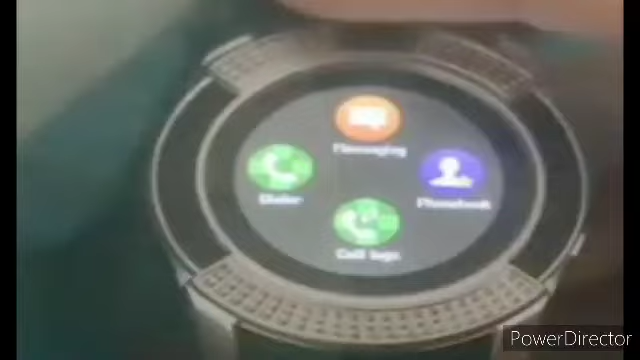 Messaging
Dialer
Phonebook
Call logs
PowerDirector